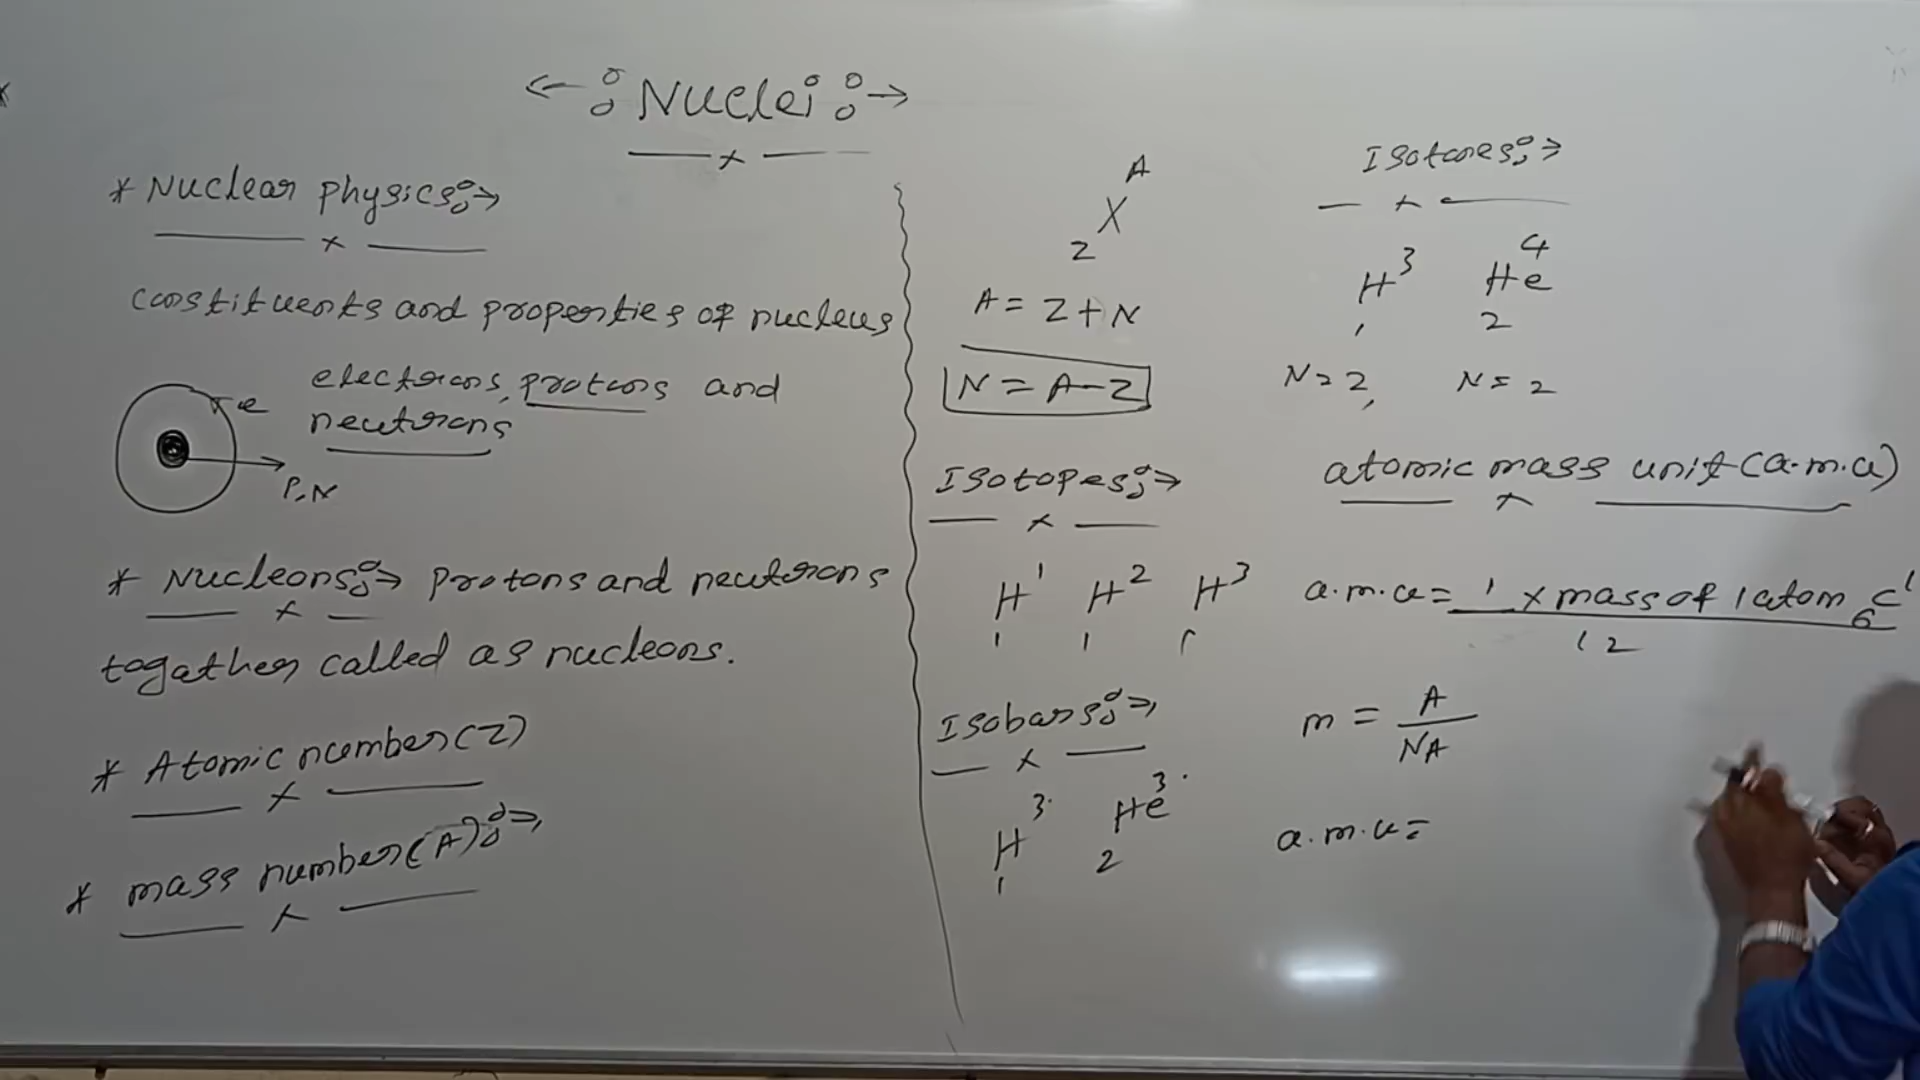 ← : Nuclei : →
* Nuclear physics :→
constituents and properties of nucleus
electrons, protons and
neutrons
e
P, N
* Nucleons :→ protons and neutrons
togather called as nucleons.
* Atomic number (Z)
* mass number (A) :→
A
X
Z
A = Z + N
N = A - Z
Isotopes :→
H¹ H² H³
1 1 1
Isobars :→
H³ He³
1 2
Isotones :→
H³ He⁴
1 2
N = 2, N = 2
atomic mass unit (a.m.u)
a.m.u = 1 × mass of 1 atom ₆C¹
12
m = A
NA
a.m.u =